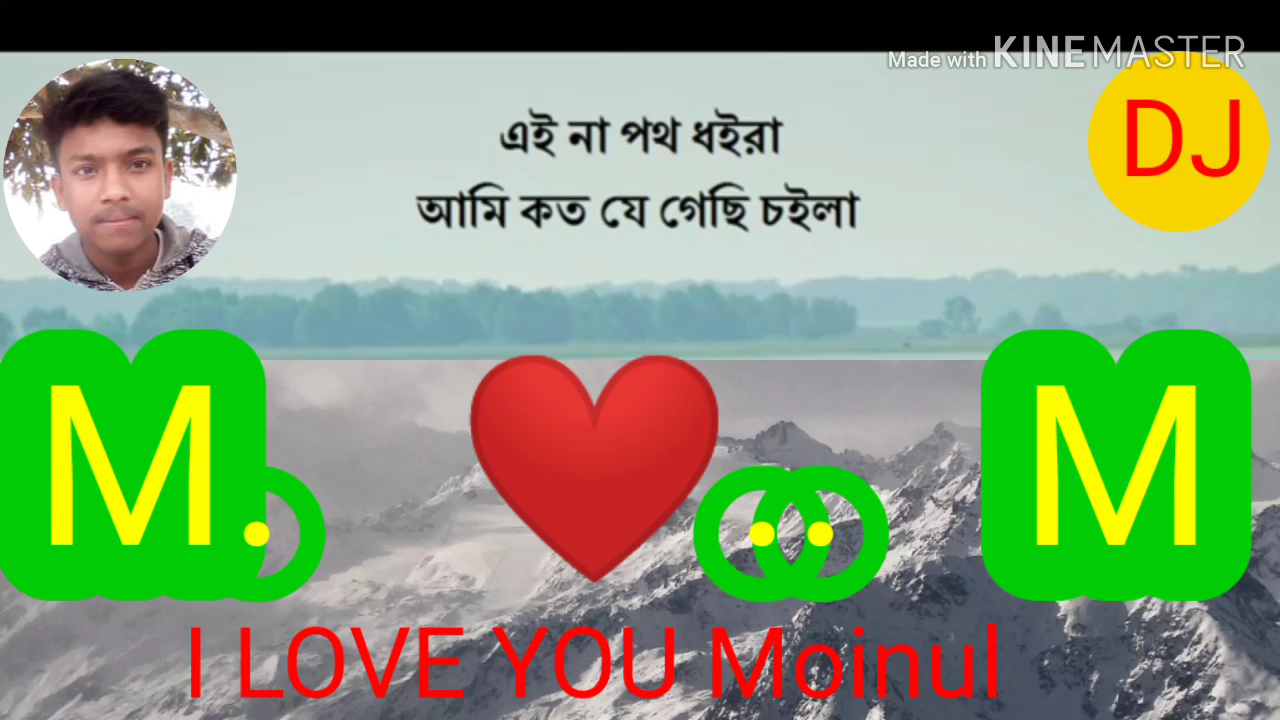 Made with KINEMASTER
DJ
এই না পথ ধইরা
আমি কত যে গেছি চইলা
M. ❤️ .. M
I LOVE YOU Moinul